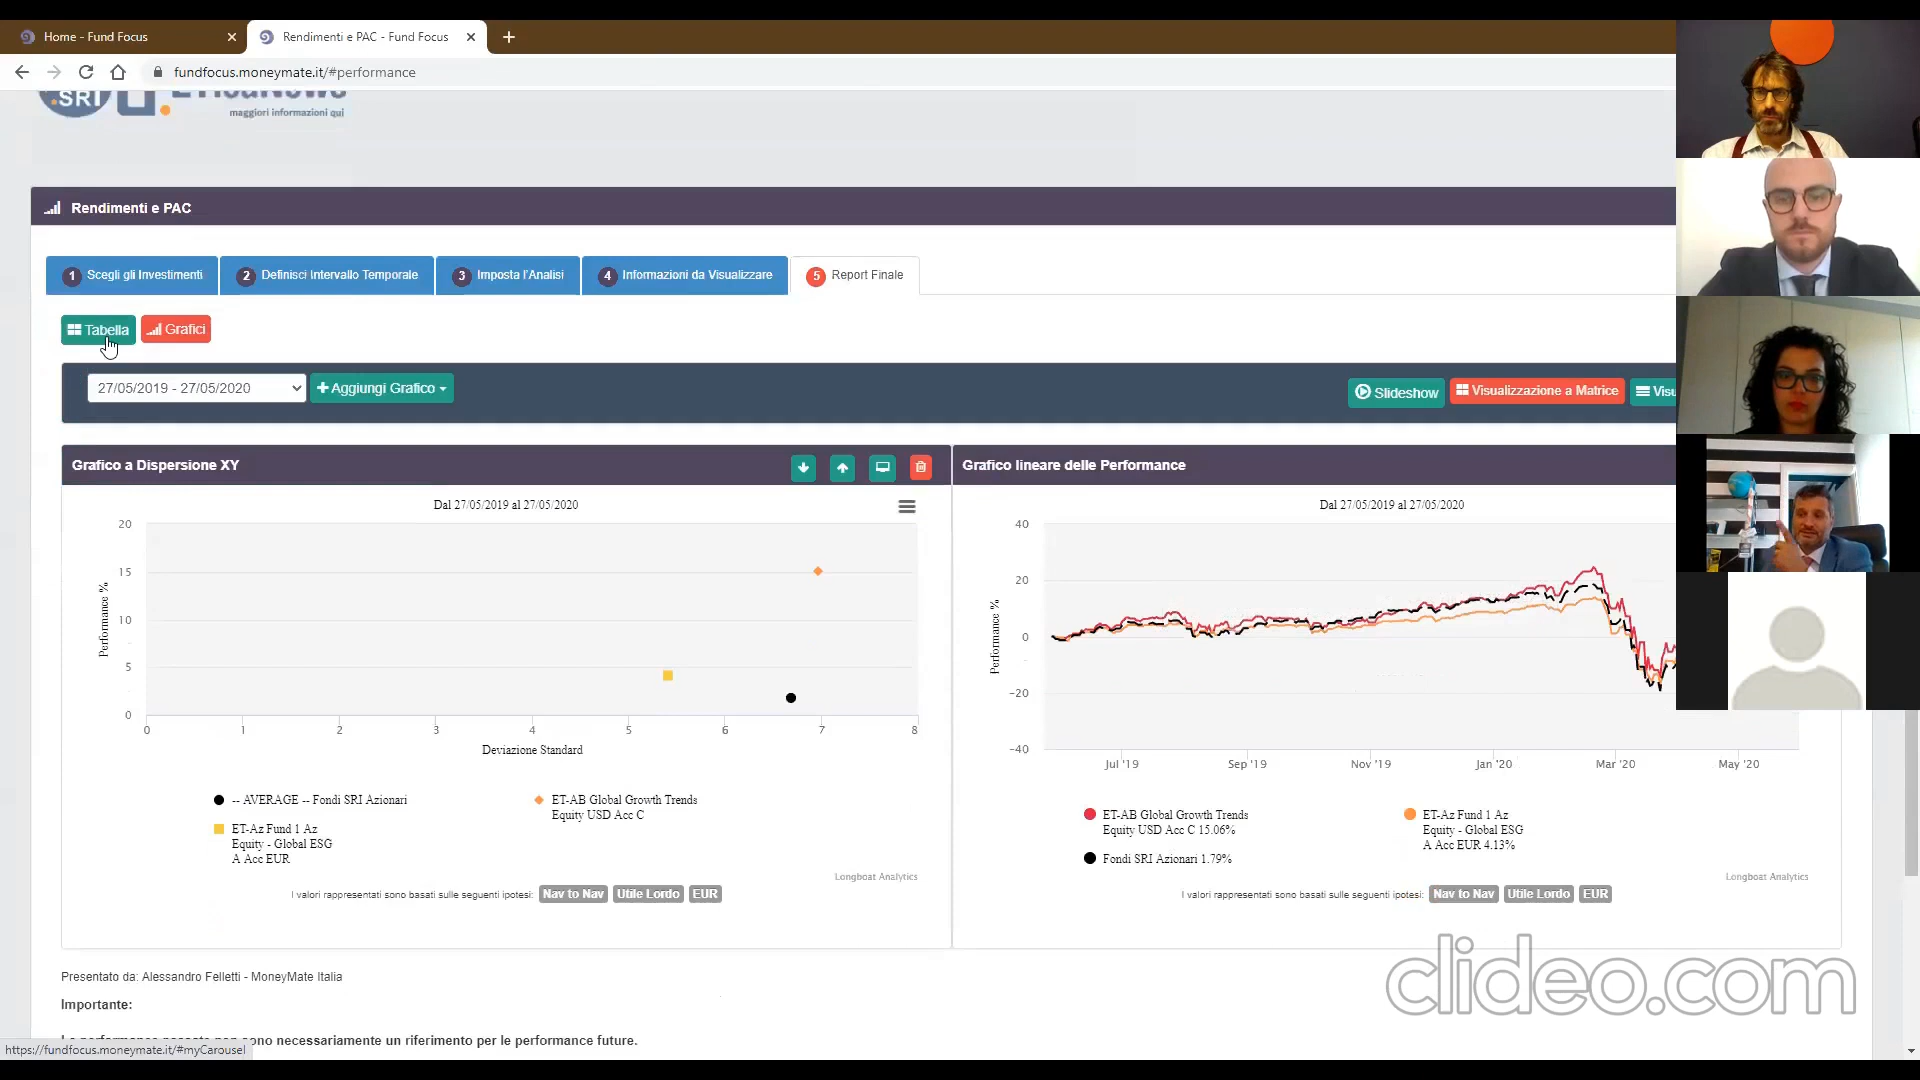 Home - Fund Focus
Rendimenti e PAC - Fund Focus
fundfocus.moneymate.it/#performance
.SRI
maggiori informazioni qui
Rendimenti e PAC
1 Scegli gli Investimenti
2 Definisci Intervallo Temporale
3 Imposta l'Analisi
4 Informazioni da Visualizzare
5 Report Finale
Tabella
Grafici
27/05/2019 - 27/05/2020
+Aggiungi Grafico
Slideshow
Visualizzazione a Matrice
Visu
Grafico a Dispersione XY
Dal 27/05/2019 al 27/05/2020
Performance %
20
15
10
5
0
0 1 2 3 4 5 6 7 8
Deviazione Standard
-- AVERAGE -- Fondi SRI Azionari
ET-AB Global Growth Trends
Equity USD Acc C
ET-Az Fund 1 Az
Equity - Global ESG
A Acc EUR
Longboat Analytics
I valori rappresentati sono basati sulle seguenti ipotesi: Nav to Nav Utile Lordo EUR
Grafico lineare delle Performance
Dal 27/05/2019 al 27/05/2020
Performance %
40
20
0
-20
-40
Jul '19 Sep '19 Nov '19 Jan '20 Mar '20 May '20
ET-AB Global Growth Trends
Equity USD Acc C 15.06%
ET-Az Fund 1 Az
Equity - Global ESG
A Acc EUR 4.13%
Fondi SRI Azionari 1.79%
Longboat Analytics
I valori rappresentati sono basati sulle seguenti ipotesi: Nav to Nav Utile Lordo EUR
Presentato da: Alessandro Felletti - MoneyMate Italia
Importante:
sono necessariamente un riferimento per le performance future.
https://fundfocus.moneymate.it/#myCarousel
clideo.com